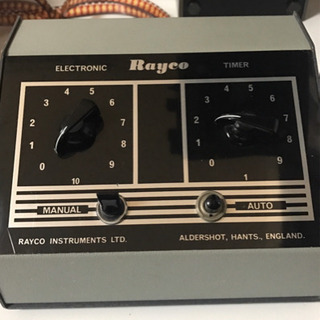 ELECTRONIC Rayco TIMER
4 5 6 4 5 6
3 7 3 7
2 8 2 8
1 1
0 9 0 9
10 1
MANUAL AUTO
RAYCO INSTRUMENTS LTD. ALDERSHOT, HANTS., ENGLAND.